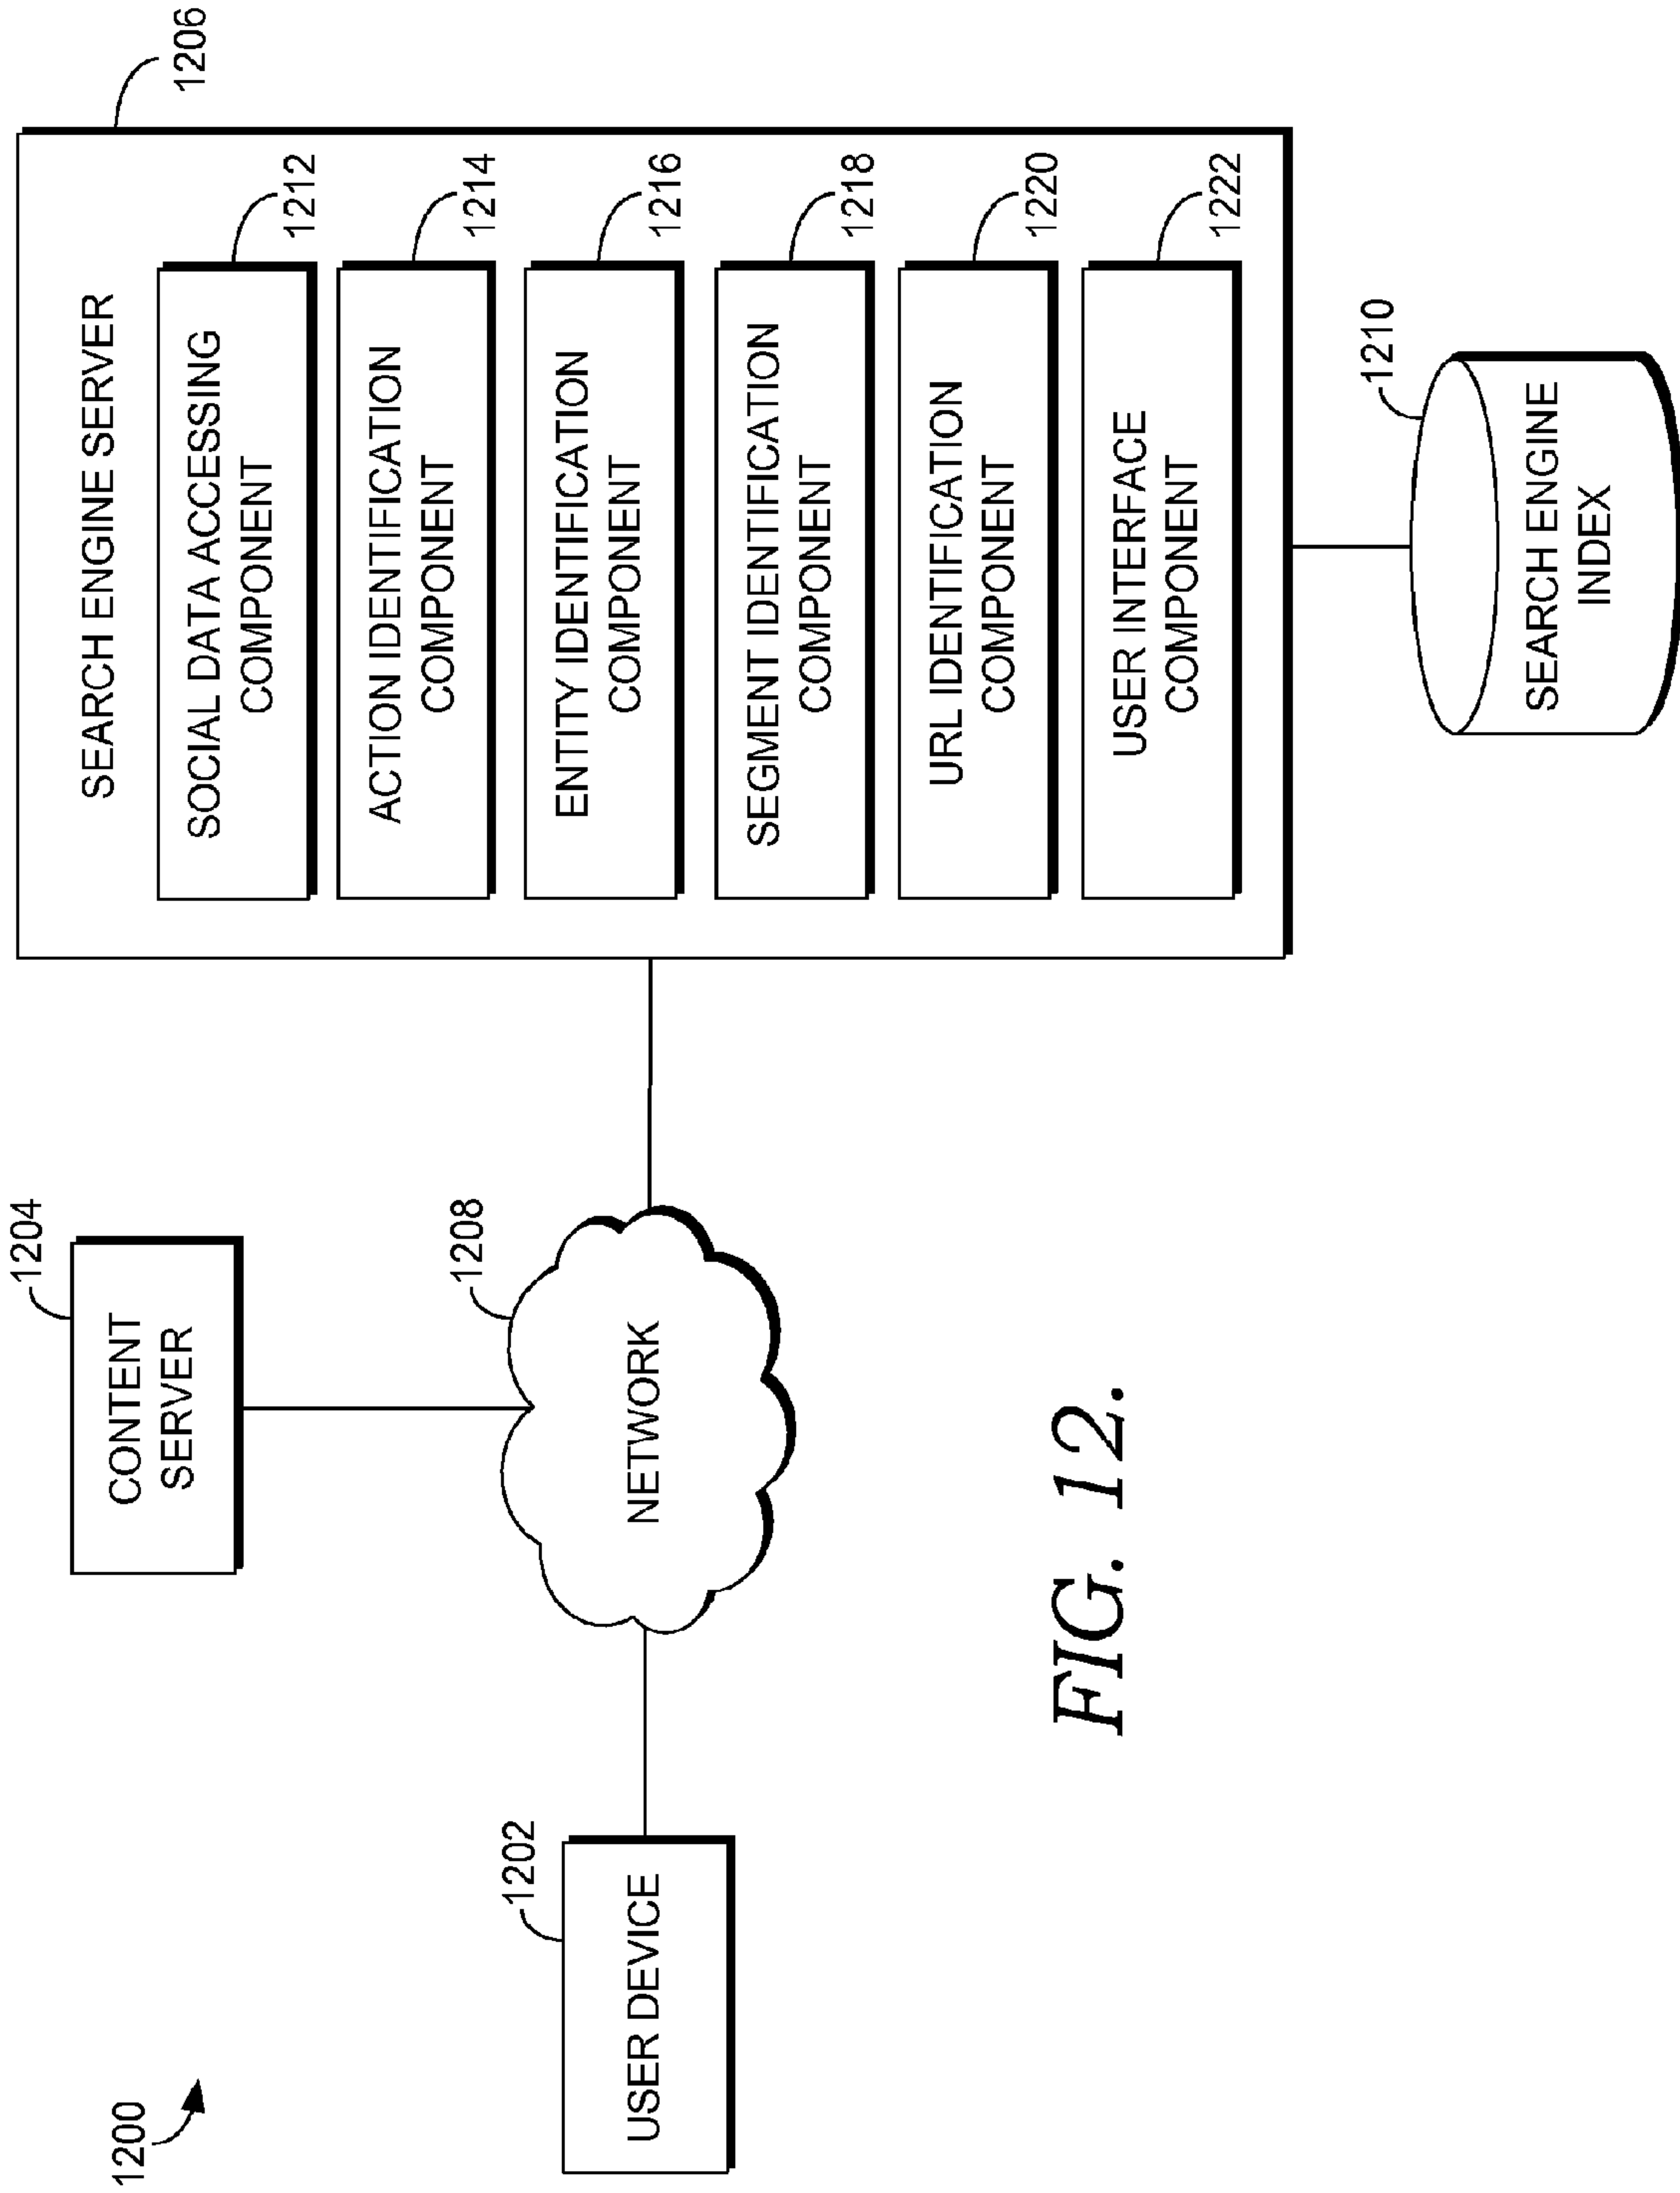 1200
USER DEVICE
1202
CONTENT
SERVER
1204
NETWORK
1208
SEARCH ENGINE SERVER
1206
SOCIAL DATA ACCESSING
COMPONENT
1212
ACTION IDENTIFICATION
COMPONENT
1214
ENTITY IDENTIFICATION
COMPONENT
1216
SEGMENT IDENTIFICATION
COMPONENT
1218
URL IDENTIFICATION
COMPONENT
1220
USER INTERFACE
COMPONENT
1222
1210
SEARCH ENGINE
INDEX
FIG. 12.